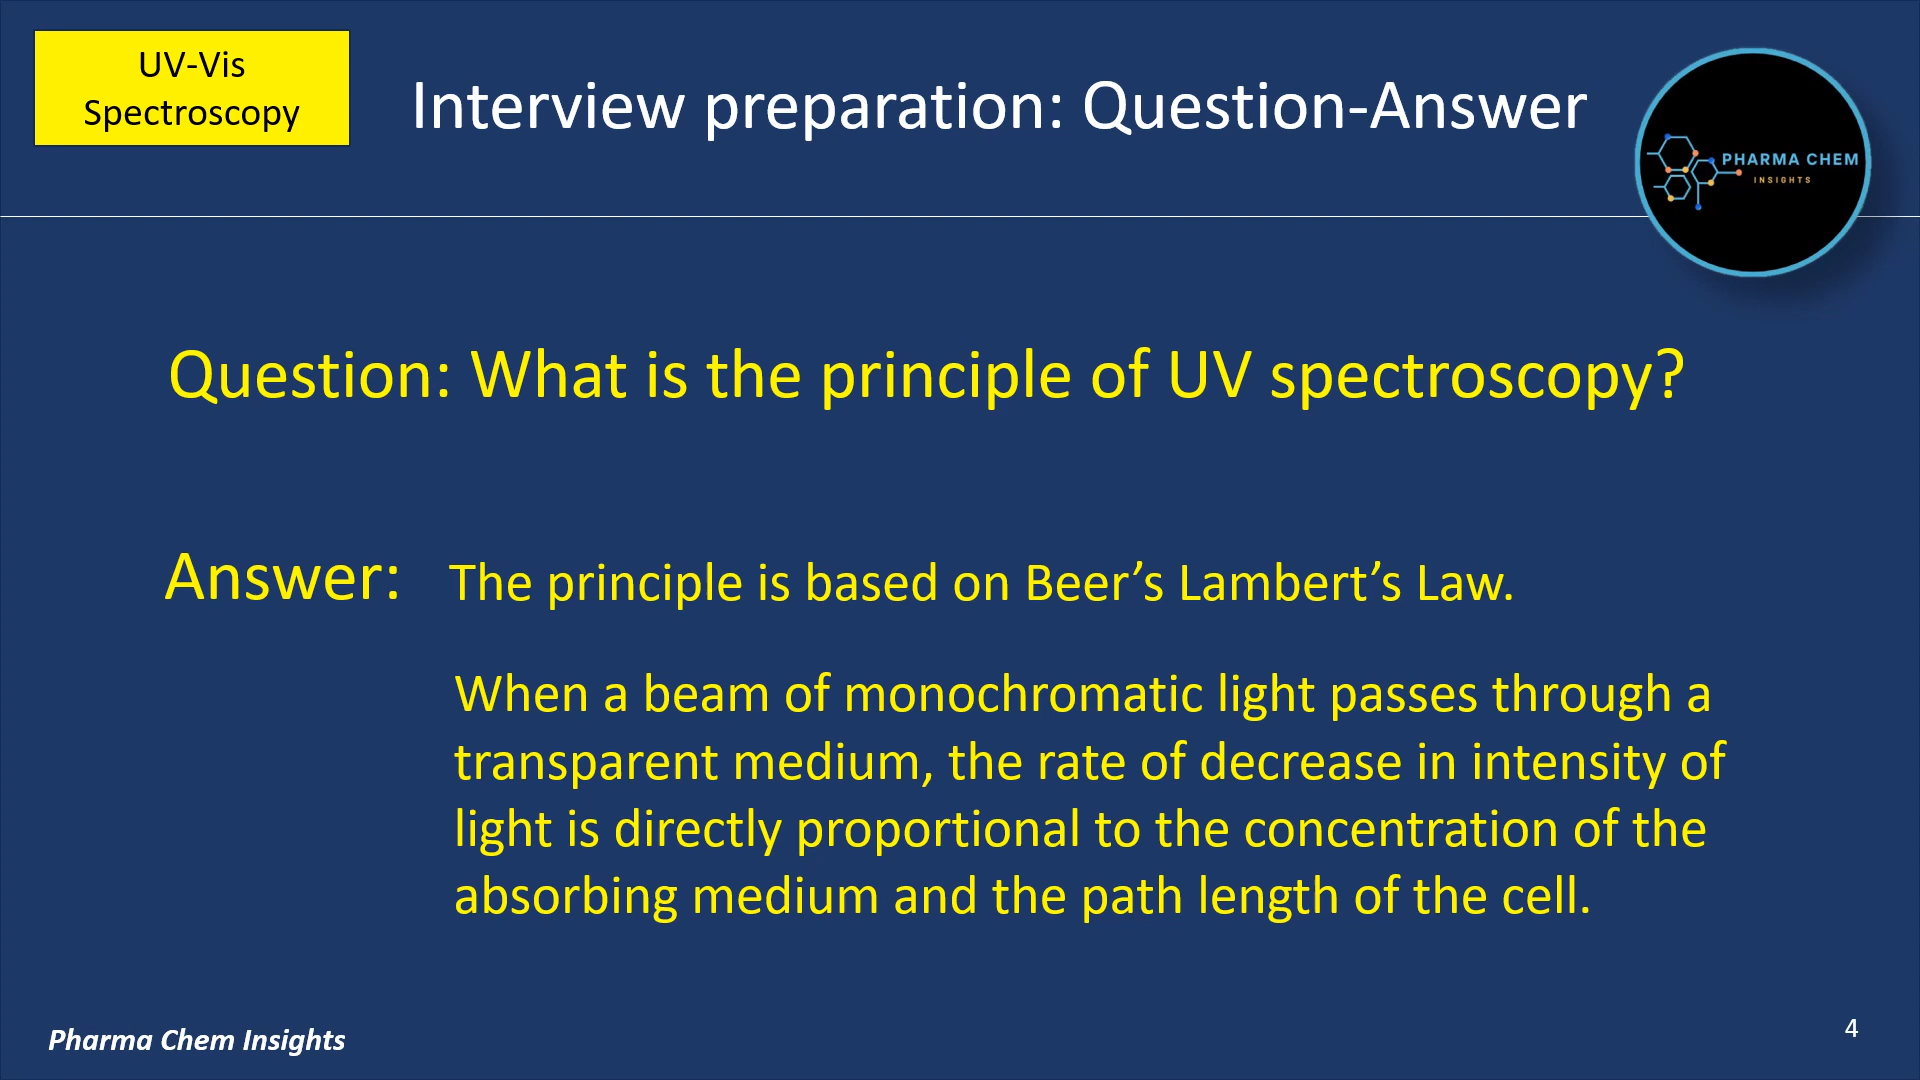 UV-Vis
Spectroscopy
Interview preparation: Question-Answer
PHARMA CHEM
INSIGHTS
Question: What is the principle of UV spectroscopy?
Answer: The principle is based on Beer’s Lambert’s Law.
When a beam of monochromatic light passes through a
transparent medium, the rate of decrease in intensity of
light is directly proportional to the concentration of the
absorbing medium and the path length of the cell.
Pharma Chem Insights
4